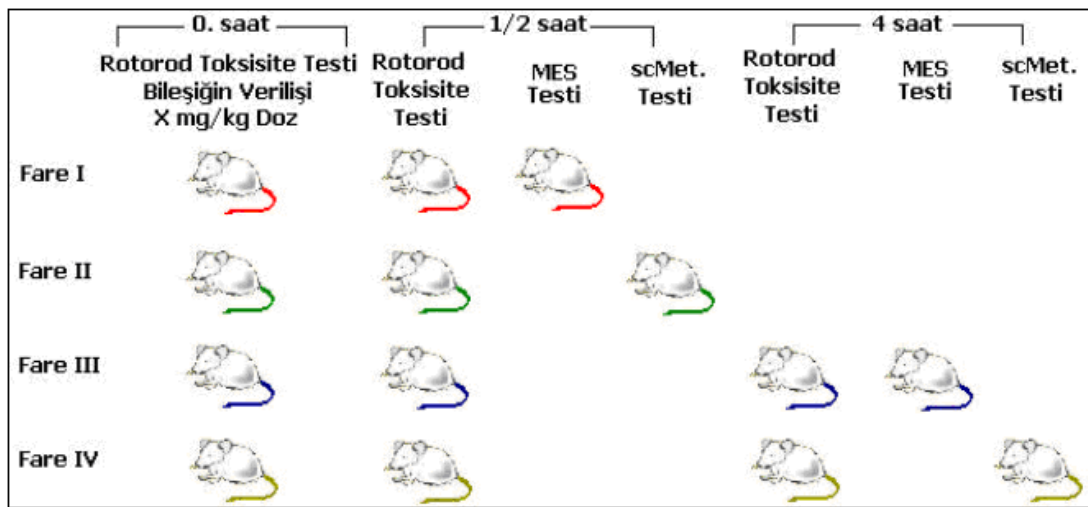 0. saat
1/2 saat
4 saat
Rotorod Toksisite Testi
Bileşiğin Verilişi
X mg/kg Doz
Rotorod
Toksisite
Testi
MES
Testi
scMet.
Testi
Rotorod
Toksisite
Testi
MES
Testi
scMet.
Testi
Fare I
Fare II
Fare III
Fare IV